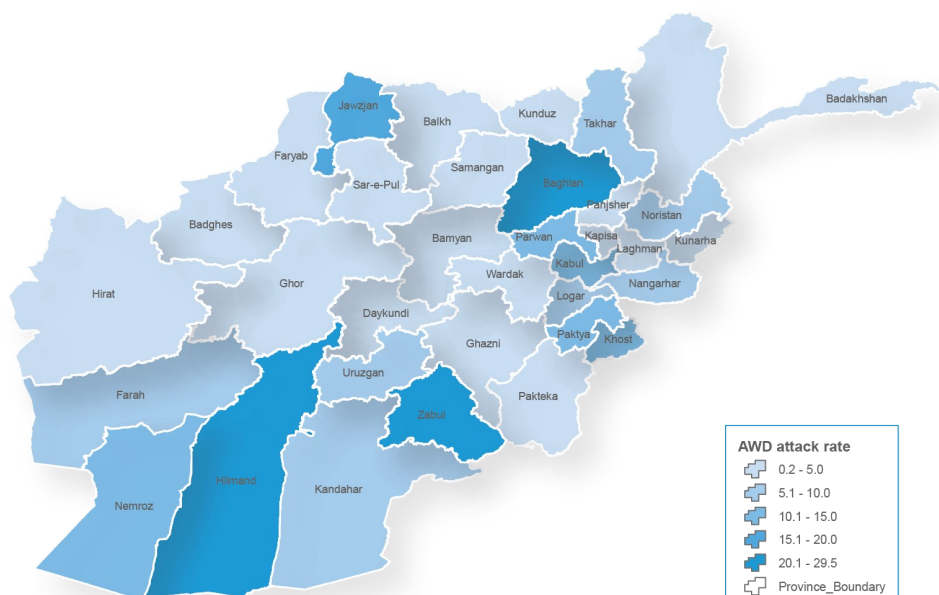 Badakhshan
Jawzjan
Balkh
Kunduz
Takhar
Faryab
Samangan
Sar-e-Pul
Baghlan
Panjsher
Noristan
Badghes
Bamyan
Parwan
Kapisa
Laghman
Kunarha
Kabul
Wardak
Nangarhar
Hirat
Ghor
Logar
Daykundi
Paktya
Khost
Ghazni
Uruzgan
Farah
Pakteka
Zabul
Hilmand
Kandahar
Nemroz
AWD attack rate
0.2 - 5.0
5.1 - 10.0
10.1 - 15.0
15.1 - 20.0
20.1 - 29.5
Province_Boundary